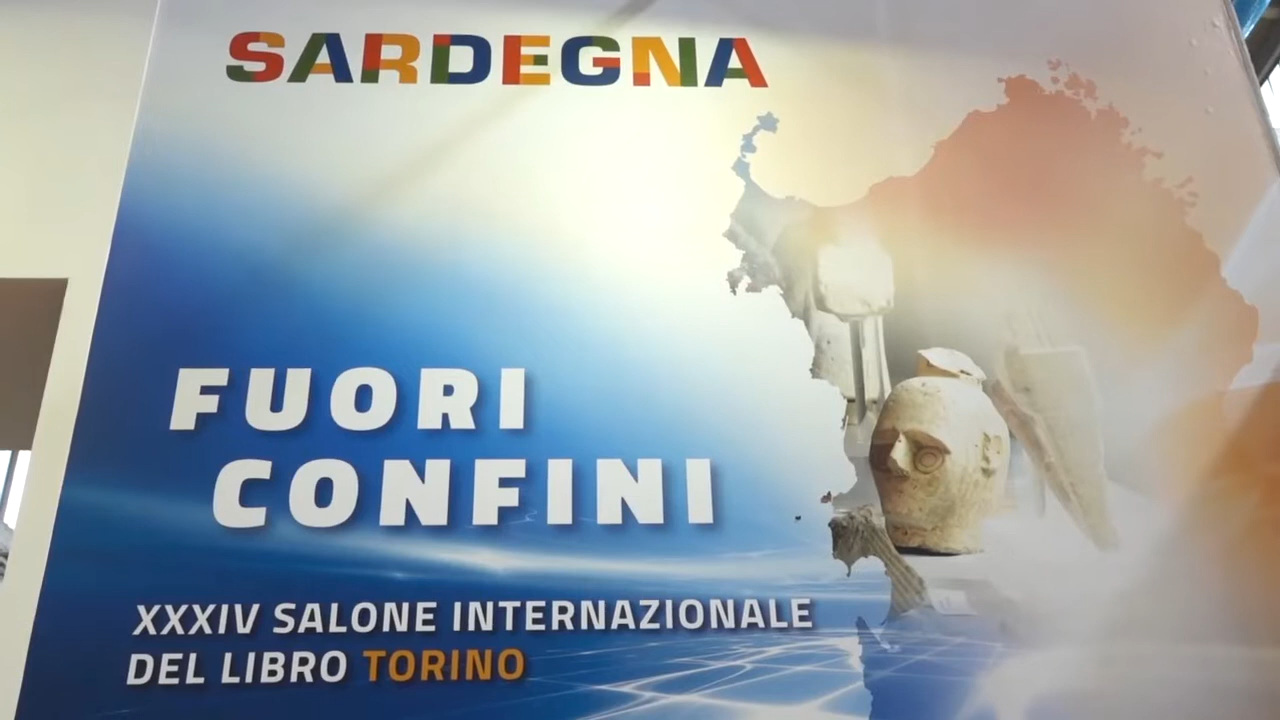 SARDEGNA
FUORI
CONFINI
XXXIV SALONE INTERNAZIONALE
DEL LIBRO TORINO